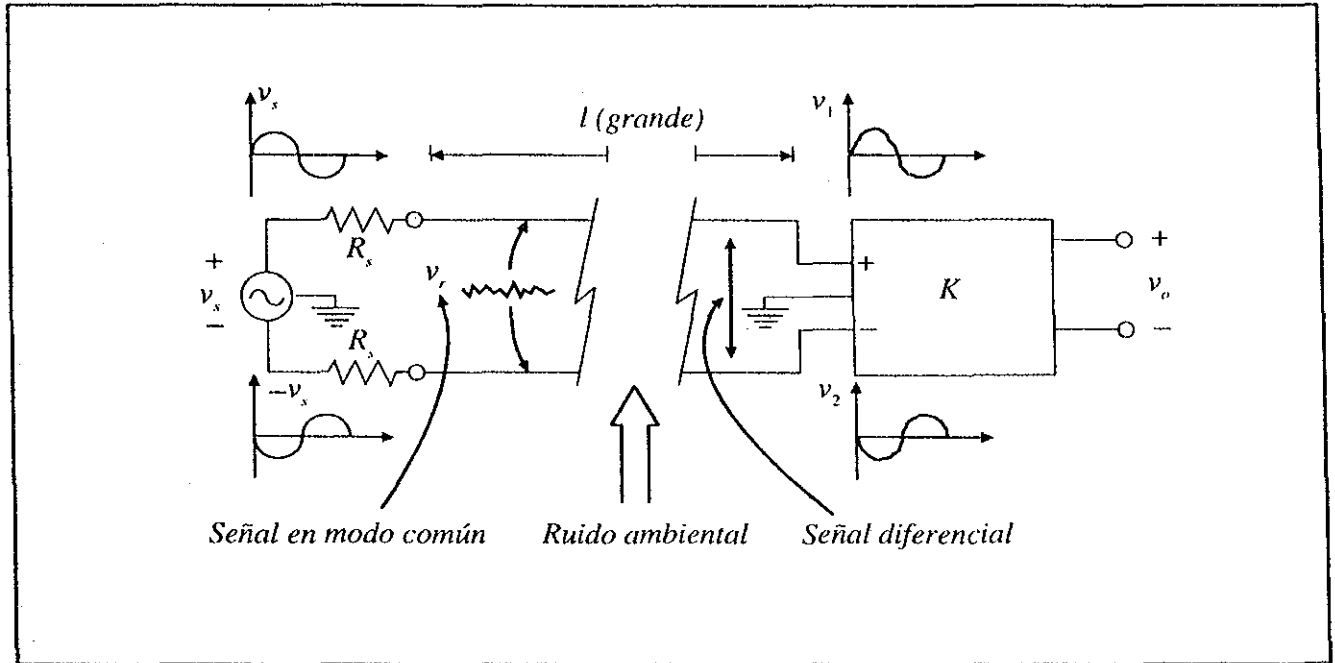 v_s
l (grande)
v_1
R_s
+
v_s
−
v_r
K
+
−
+
v_o
−
R_s
−v_s
v_2
Señal en modo común
Ruido ambiental
Señal diferencial